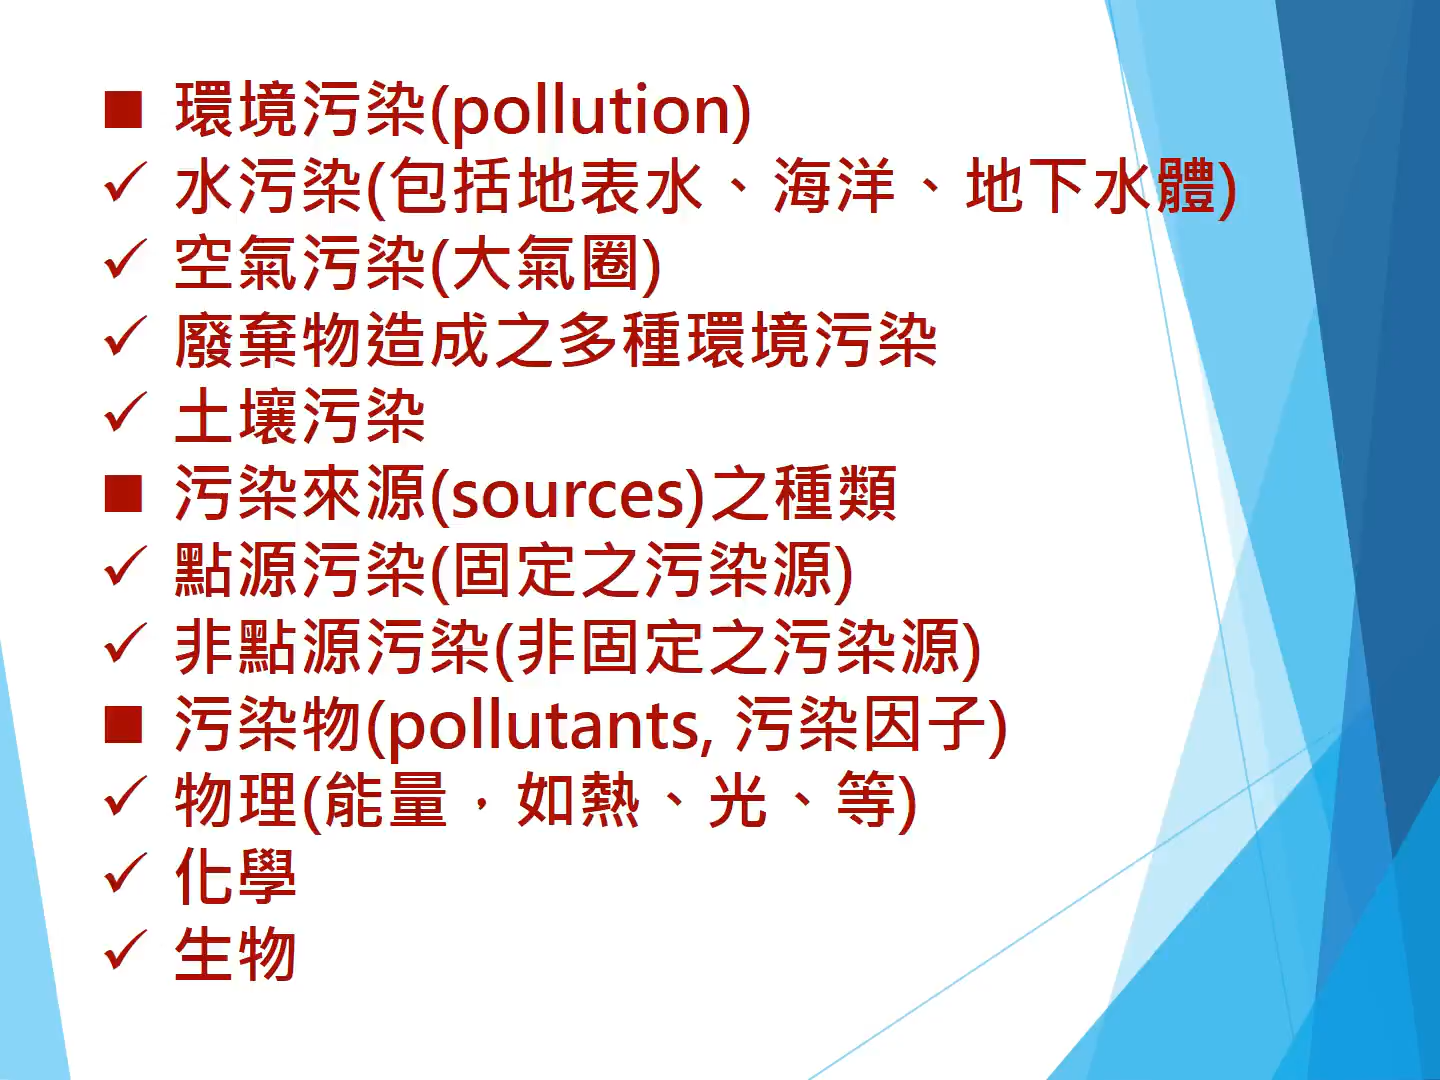 ■ 環境污染(pollution)
✓ 水污染(包括地表水、海洋、地下水體)
✓ 空氣污染(大氣圈)
✓ 廢棄物造成之多種環境污染
✓ 土壤污染
■ 污染來源(sources)之種類
✓ 點源污染(固定之污染源)
✓ 非點源污染(非固定之污染源)
■ 污染物(pollutants, 污染因子)
✓ 物理(能量，如熱、光、等)
✓ 化學
✓ 生物